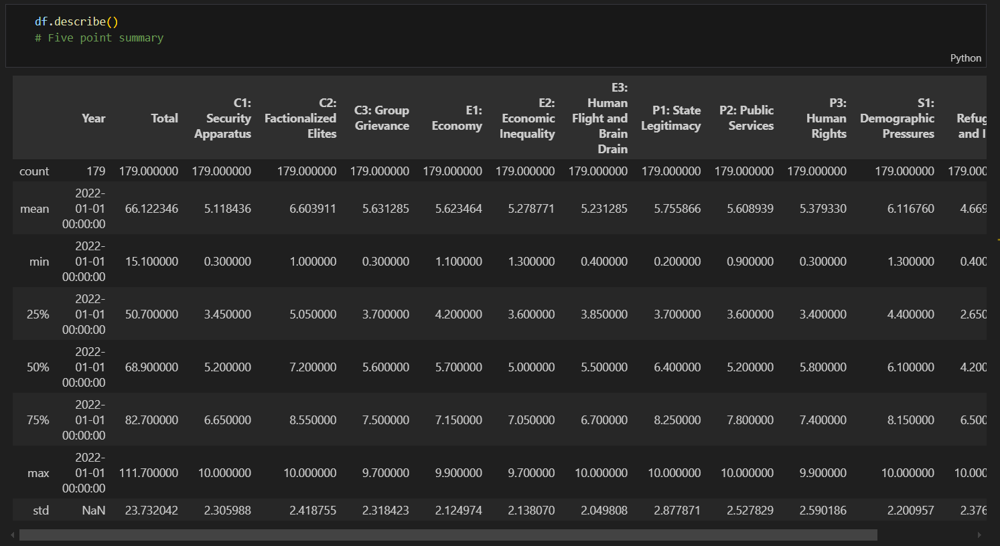 df.describe()
# Five point summary
Python
Year Total C1: Security Apparatus C2: Factionalized Elites C3: Group Grievance E1: Economy E2: Economic Inequality E3: Human Flight and Brain Drain P1: State Legitimacy P2: Public Services P3: Human Rights S1: Demographic Pressures and
count 179 179.000000 179.000000 179.000000 179.000000 179.000000 179.000000 179.000000 179.000000 179.000000 179.000000 179.000000 179.000
mean 2022-01-01 00:00:00 66.122346 5.118436 6.603911 5.631285 5.623464 5.278771 5.231285 5.755866 5.608939 5.379330 6.116760 4.669
min 2022-01-01 00:00:00 15.100000 0.300000 1.000000 0.300000 1.100000 1.300000 0.400000 0.200000 0.900000 0.300000 1.300000 0.400
25% 2022-01-01 00:00:00 50.700000 3.450000 5.050000 3.700000 4.200000 3.600000 3.850000 3.700000 3.600000 3.400000 4.400000 2.650
50% 2022-01-01 00:00:00 68.900000 5.200000 7.200000 5.600000 5.700000 5.000000 5.500000 6.400000 5.200000 5.800000 6.100000 4.200
75% 2022-01-01 00:00:00 82.700000 6.650000 8.550000 7.500000 7.150000 7.050000 6.700000 8.250000 7.800000 7.400000 8.150000 6.500
max 2022-01-01 00:00:00 111.700000 10.000000 10.000000 9.700000 9.900000 9.700000 10.000000 10.000000 10.000000 9.900000 10.000000 10.000
std NaN 23.732042 2.305988 2.418755 2.318423 2.124974 2.138070 2.049808 2.877871 2.527829 2.590186 2.200957 2.376